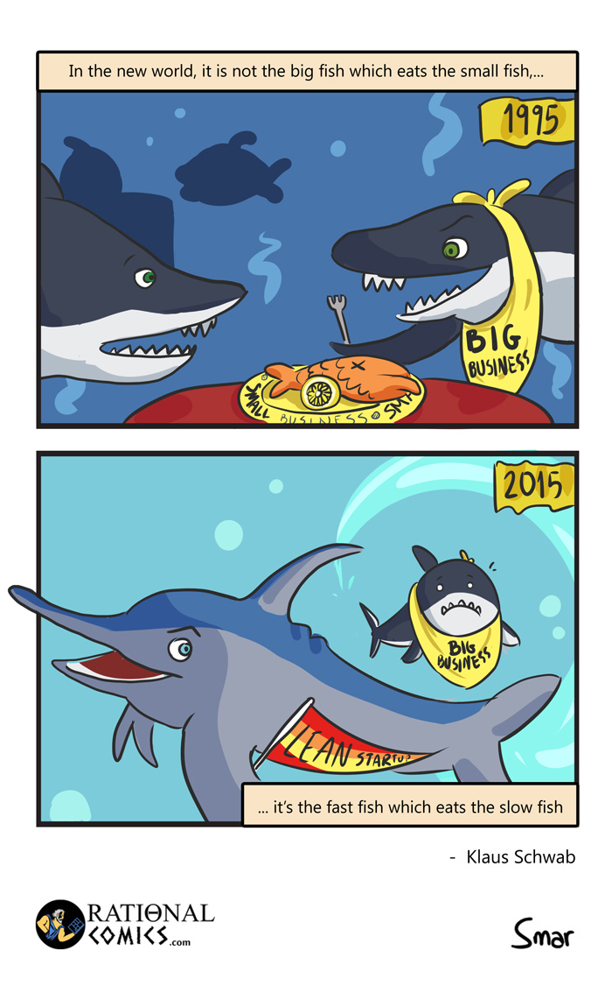 In the new world, it is not the big fish which eats the small fish,...
1995
BIG
BUSINESS
SMALL BUSINESS SMA
2015
BIG
BUSINESS
LEAN STARTUP
... it's the fast fish which eats the slow fish
- Klaus Schwab
RATIONAL
COMICS.com
Smar